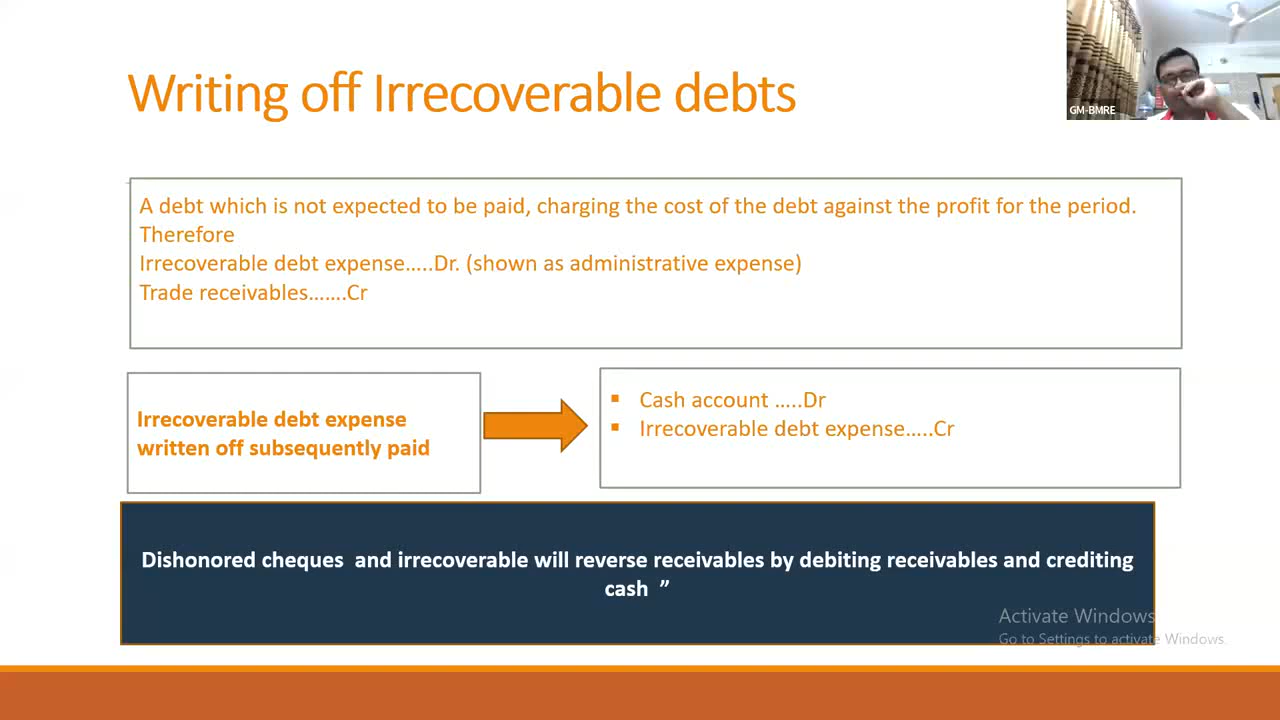 Writing off Irrecoverable debts
GM-BMRE
A debt which is not expected to be paid, charging the cost of the debt against the profit for the period.
Therefore
Irrecoverable debt expense…..Dr. (shown as administrative expense)
Trade receivables…….Cr
Irrecoverable debt expense
written off subsequently paid
▪ Cash account …..Dr
▪ Irrecoverable debt expense…..Cr
Dishonored cheques  and irrecoverable will reverse receivables by debiting receivables and crediting
cash  ”
Activate Windows
Go to Settings to activate Windows.